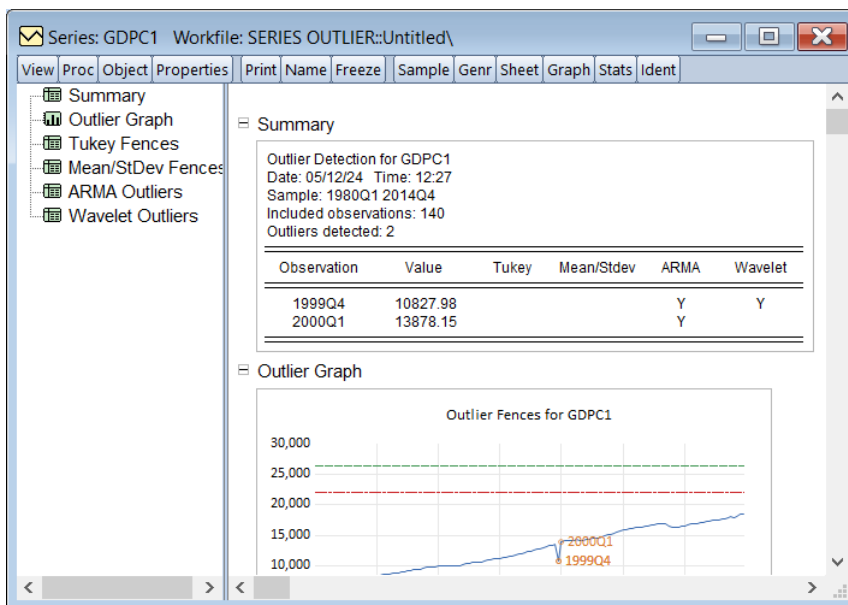 Series: GDPC1 Workfile: SERIES OUTLIER::Untitled\
View Proc Object Properties Print Name Freeze Sample Genr Sheet Graph Stats Ident
Summary
Outlier Graph
Tukey Fences
Mean/StDev Fences
ARMA Outliers
Wavelet Outliers
Summary
Outlier Detection for GDPC1
Date: 05/12/24 Time: 12:27
Sample: 1980Q1 2014Q4
Included observations: 140
Outliers detected: 2
Observation Value Tukey Mean/Stdev ARMA Wavelet
1999Q4 10827.98 Y Y
2000Q1 13878.15 Y
Outlier Graph
Outlier Fences for GDPC1
30,000
25,000
20,000
15,000
10,000
2000Q1
1999Q4